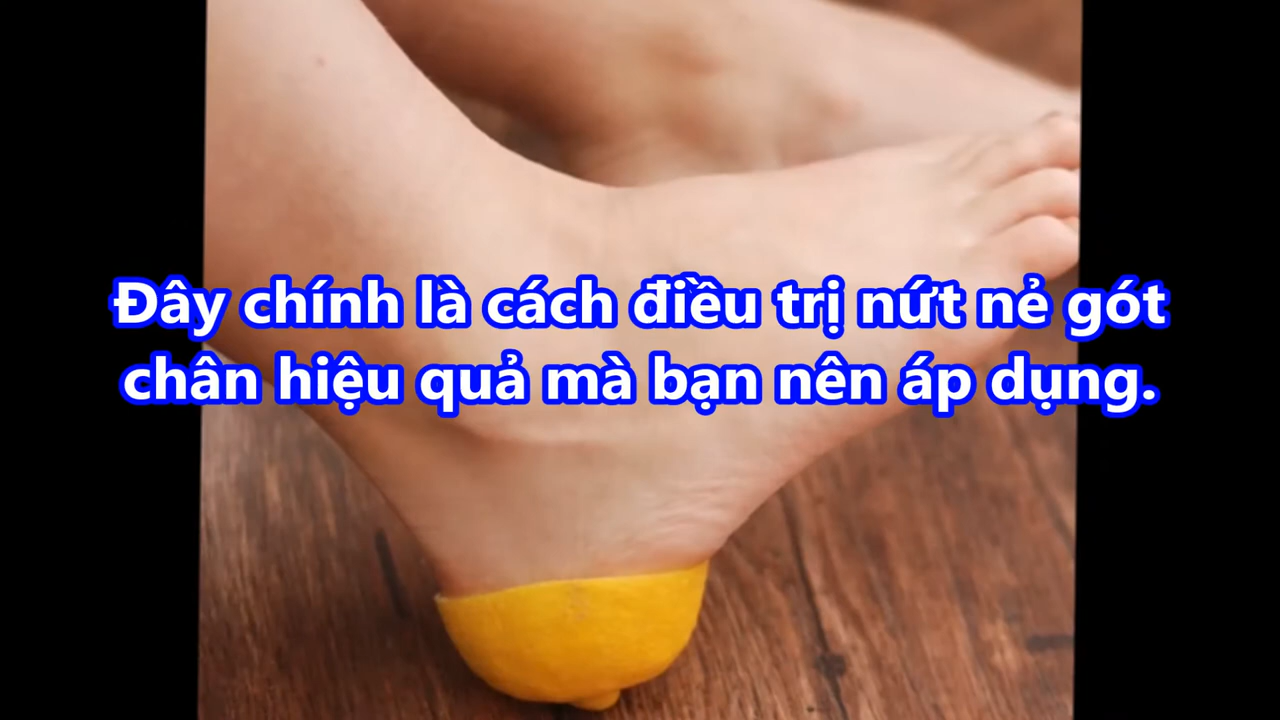 Đây chính là cách điều trị nứt nẻ gót
chân hiệu quả mà bạn nên áp dụng.